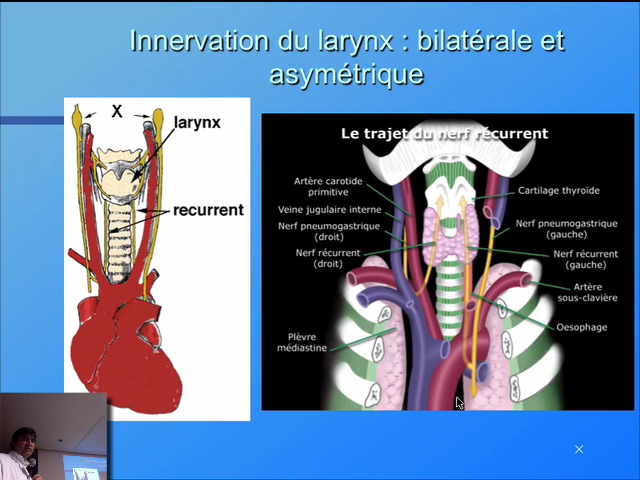 Innervation du larynx : bilatérale et
asymétrique
X
larynx
recurrent
Le trajet du nerf récurrent
Artère carotide
primitive
Veine jugulaire interne
Nerf pneumogastrique
(droit)
Nerf récurrent
(droit)
Plèvre
médiastine
Cartilage thyroïde
Nerf pneumogastrique
(gauche)
Nerf récurrent
(gauche)
Artère
sous-clavière
Oesophage